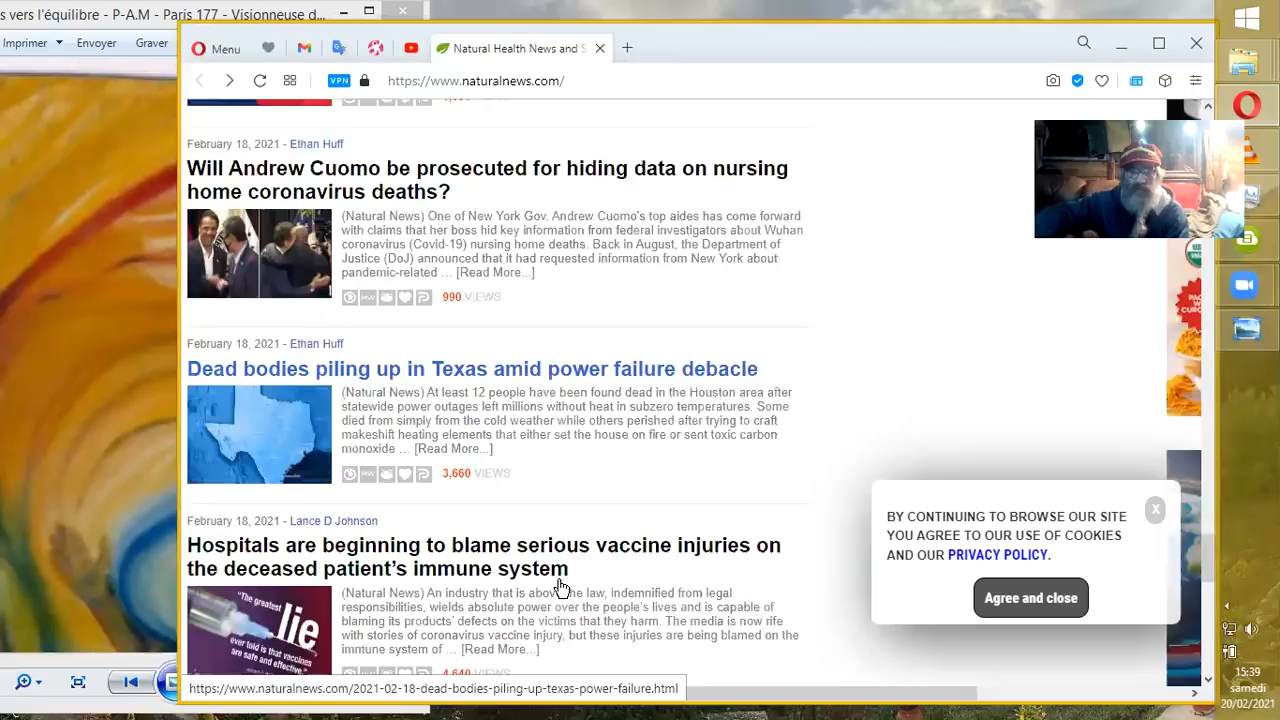 vers l'équilibre - P-A-M - Paris 177 - Visionneuse d...
Imprimer Envoyer Graver
Menu
Natural Health News and S
VPN https://www.naturalnews.com/
February 18, 2021 - Ethan Huff
Will Andrew Cuomo be prosecuted for hiding data on nursing
home coronavirus deaths?
(Natural News) One of New York Gov. Andrew Cuomo's top aides has come forward
with claims that her boss hid key information from federal investigators about Wuhan
coronavirus (Covid-19) nursing home deaths. Back in August, the Department of
Justice (DoJ) announced that it had requested information from New York about
pandemic-related ... [Read More...]
990 VIEWS
February 18, 2021 - Ethan Huff
Dead bodies piling up in Texas amid power failure debacle
(Natural News) At least 12 people have been found dead in the Houston area after
statewide power outages left millions without heat in subzero temperatures. Some
died from simply from the cold weather while others perished after trying to craft
makeshift heating elements that either set the house on fire or sent toxic carbon
monoxide ... [Read More...]
3,660 VIEWS
February 18, 2021 - Lance D Johnson
Hospitals are beginning to blame serious vaccine injuries on
the deceased patient's immune system
"The greatest
lie
ever told is that vaccines
are safe and effective."
(Natural News) An industry that is above the law, indemnified from legal
responsibilities, wields absolute power over the people's lives and is capable of
blaming its products' defects on the victims that they harm. The media is now rife
with stories of coronavirus vaccine injury, but these injuries are being blamed on the
immune system of ... [Read More...]
4,640 VIEWS
https://www.naturalnews.com/2021-02-18-dead-bodies-piling-up-texas-power-failure.html
BY CONTINUING TO BROWSE OUR SITE
YOU AGREE TO OUR USE OF COOKIES
AND OUR PRIVACY POLICY.
X
Agree and close
15:39
samedi
20/02/2021